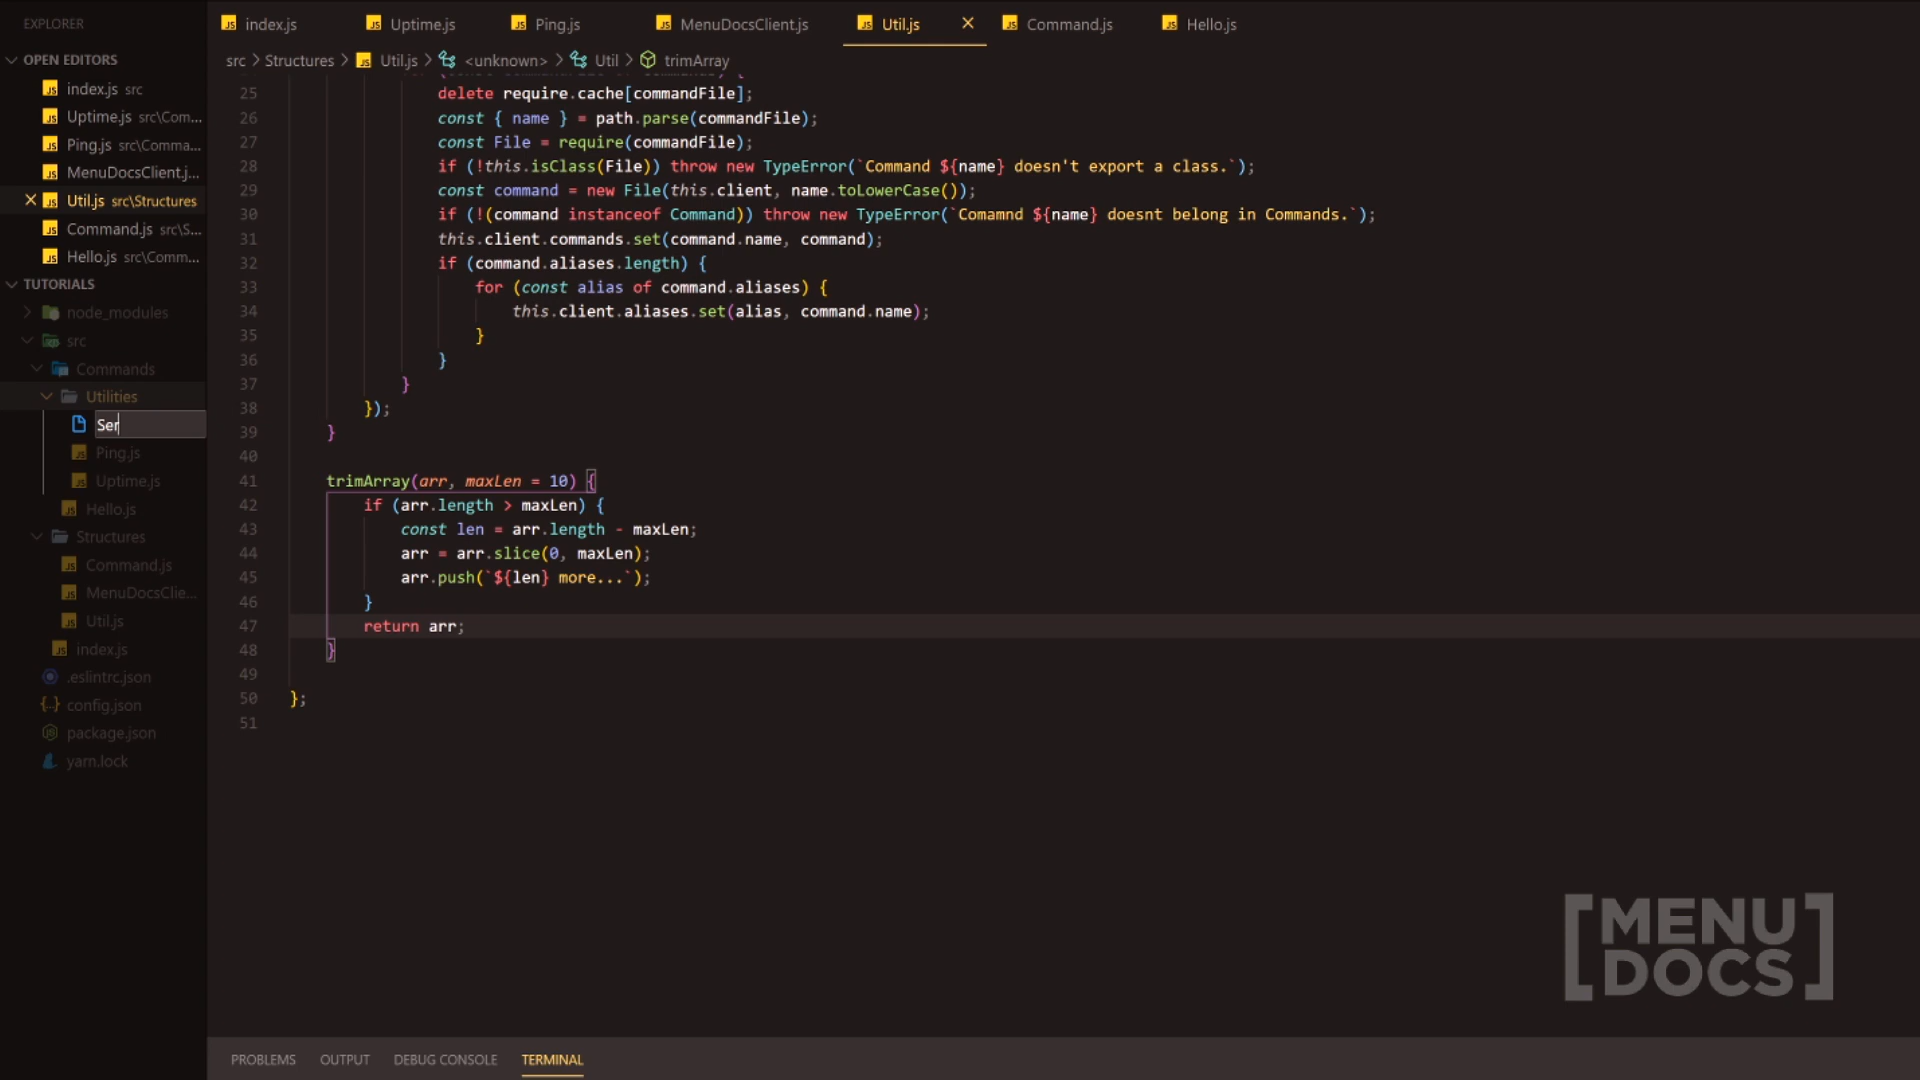 EXPLORER
OPEN EDITORS
index.js src
Uptime.js src\Com...
Ping.js src\Comma...
MenuDocsClient.j...
Util.js src\Structures
Command.js src\S...
Hello.js src\Comm...
TUTORIALS
node_modules
src
Commands
Utilities
Ser
Ping.js
Uptime.js
Hello.js
Structures
Command.js
MenuDocsClie...
Util.js
index.js
.eslintrc.json
config.json
package.json
yarn.lock
index.js Uptime.js Ping.js MenuDocsClient.js Util.js Command.js Hello.js
src > Structures > Util.js > <unknown> > Util > trimArray
25 delete require.cache[commandFile];
26 const { name } = path.parse(commandFile);
27 const File = require(commandFile);
28 if (!this.isClass(File)) throw new TypeError(`Command ${name} doesn't export a class.`);
29 const command = new File(this.client, name.toLowerCase());
30 if (!(command instanceof Command)) throw new TypeError(`Comamnd ${name} doesnt belong in Commands.`);
31 this.client.commands.set(command.name, command);
32 if (command.aliases.length) {
33 for (const alias of command.aliases) {
34 this.client.aliases.set(alias, command.name);
35 }
36 }
37 }
38 });
39 }
40
41 trimArray(arr, maxLen = 10) {
42 if (arr.length > maxLen) {
43 const len = arr.length - maxLen;
44 arr = arr.slice(0, maxLen);
45 arr.push(`${len} more...`);
46 }
47 return arr;
48 }
49
50 };
51
[MENU
DOCS]
PROBLEMS OUTPUT DEBUG CONSOLE TERMINAL